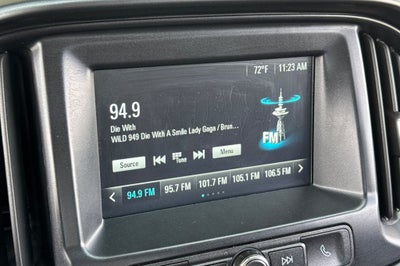 72°F 11:23 AM
94.9
Die With
WiLD 949 Die With A Smile Lady Gaga / Brun...
FM
Source Tune Menu
94.9 FM 95.7 FM 101.7 FM 105.1 FM 106.5 FM